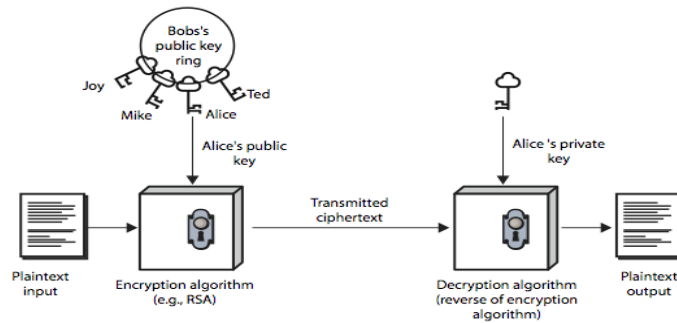 Bobs's
public key
ring
Joy
Ted
Mike
Alice
Alice's public
key
Alice 's private
key
Transmitted
ciphertext
Plaintext
input
Encryption algorithm
(e.g., RSA)
Decryption algorithm
(reverse of encryption
algorithm)
Plaintext
output